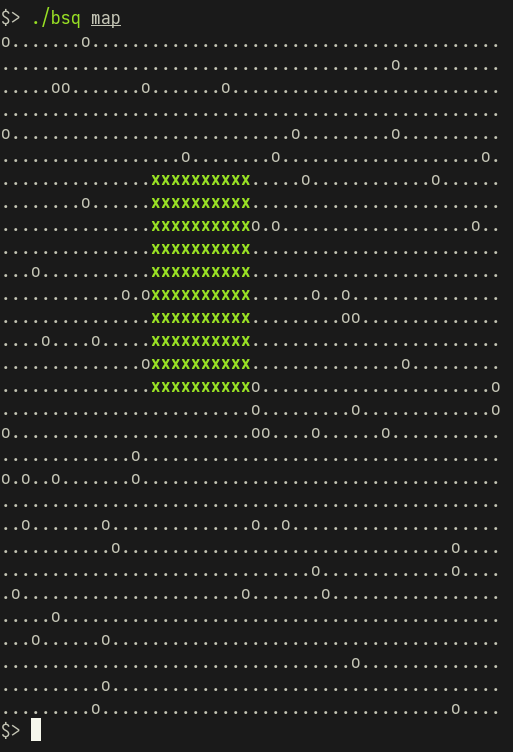 $> ./bsq map
o.......o.........................................
.......................................o..........
.....oo.......o.......o...........................
..................................................
o............................o.........o..........
..................o........o....................o.
...............xxxxxxxxxx.....o............o......
........o......xxxxxxxxxx.........................
...............xxxxxxxxxxo.o...................o..
...............xxxxxxxxxx.........................
...o...........xxxxxxxxxx.........................
............o.oxxxxxxxxxx......o..o...............
...............xxxxxxxxxx.........oo..............
....o....o.....xxxxxxxxxx.........................
..............oxxxxxxxxxx...............o.........
...............xxxxxxxxxxo.......................o
.........................o.........o.............o
o........................oo....o......o...........
.............o....................................
o.o..o.......o....................................
..................................................
..o.......o..............o..o.....................
...........o.................................o....
...............................o.............o....
.o......................o.......o.................
.....o............................................
...o......o.......................................
...................................o..............
..........o.......................................
.........o...................................o....
$>